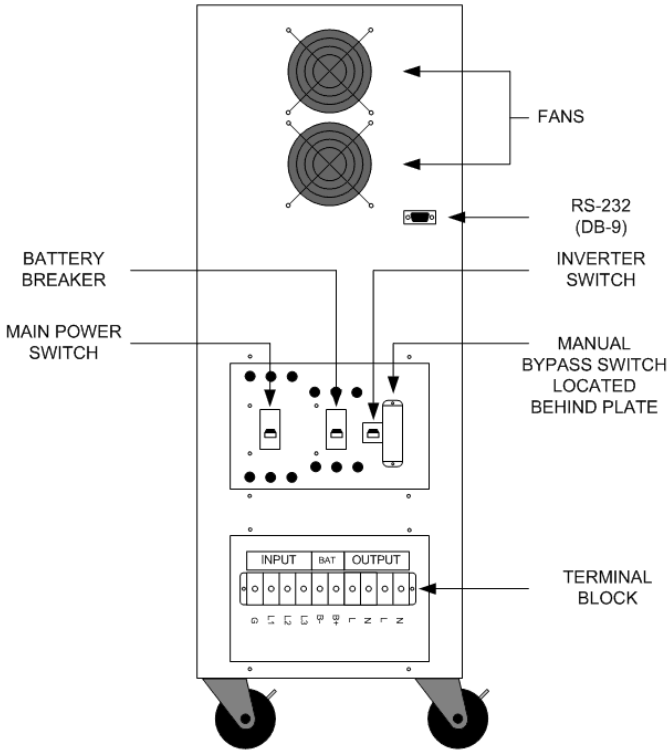 FANS
RS-232
(DB-9)
BATTERY
BREAKER
INVERTER
SWITCH
MAIN POWER
SWITCH
MANUAL
BYPASS SWITCH
LOCATED
BEHIND PLATE
INPUT BAT OUTPUT
TERMINAL
BLOCK
G L1 L2 L3 B- B+ L N L N